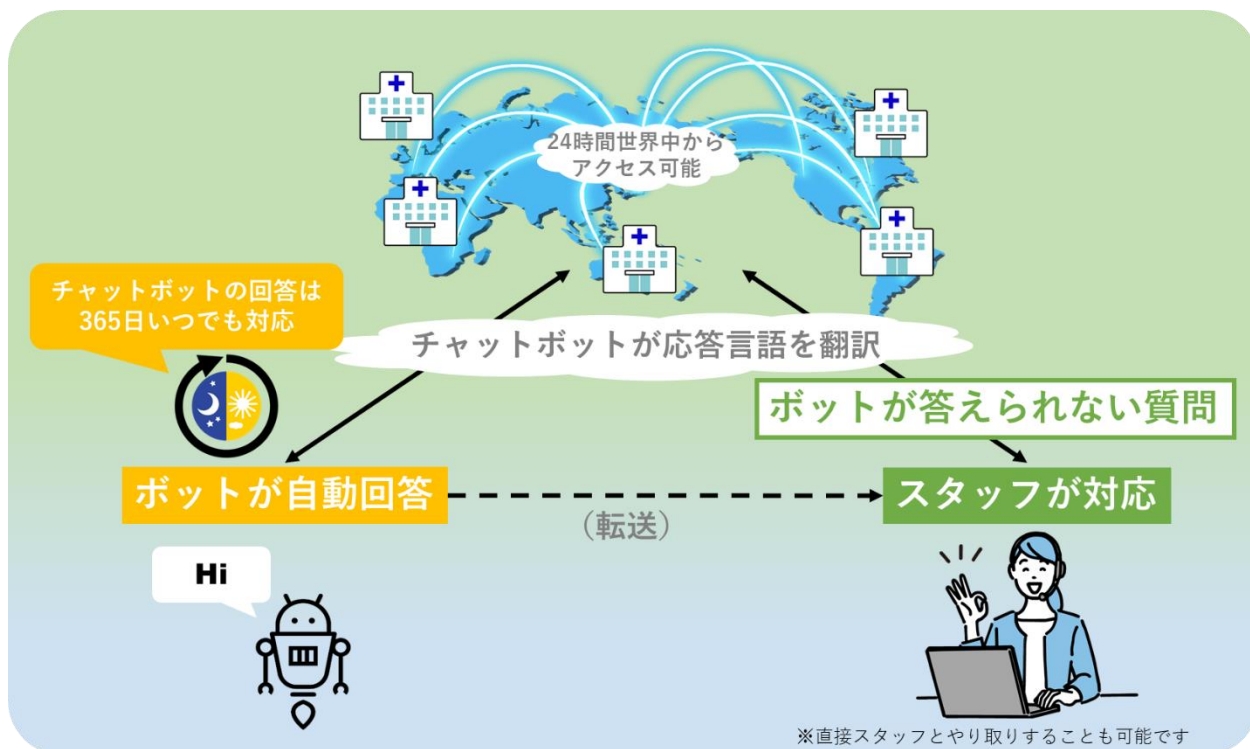 24時間世界中から
アクセス可能
チャットボットの回答は
365日いつでも対応
チャットボットが応答言語を翻訳
ボットが答えられない質問
ボットが自動回答
(転送)
スタッフが対応
Hi
※直接スタッフとやり取りすることも可能です